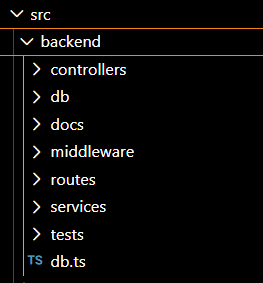 src
backend
controllers
db
docs
middleware
routes
services
tests
TS db.ts